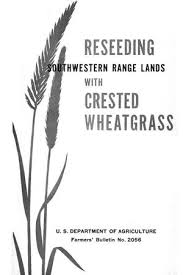 RESEEDING
SOUTHWESTERN RANGE LANDS
WITH
CRESTED
WHEATGRASS
U. S. DEPARTMENT OF AGRICULTURE
Farmers' Bulletin No. 2056